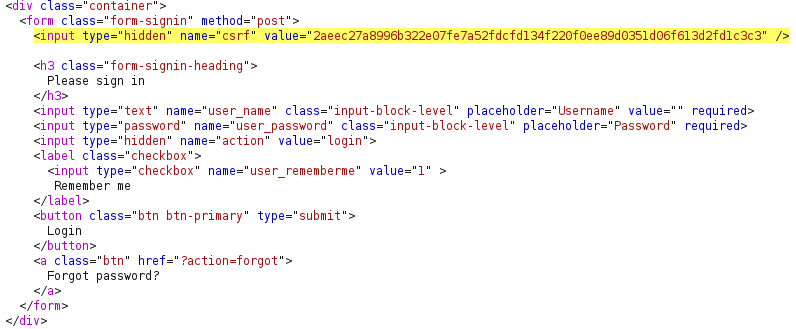 <div class="container">
<form class="form-signin" method="post">
<input type="hidden" name="csrf" value="2aeec27a8996b322e07fe7a52fdcfd134f220f0ee89d0351d06f613d2fd1c3c3" />
<h3 class="form-signin-heading">
Please sign in
</h3>
<input type="text" name="user_name" class="input-block-level" placeholder="Username" value="" required>
<input type="password" name="user_password" class="input-block-level" placeholder="Password" required>
<input type="hidden" name="action" value="login">
<label class="checkbox">
<input type="checkbox" name="user_rememberme" value="1" >
Remember me
</label>
<button class="btn btn-primary" type="submit">
Login
</button>
<a class="btn" href="?action=forgot">
Forgot password?
</a>
</form>
</div>